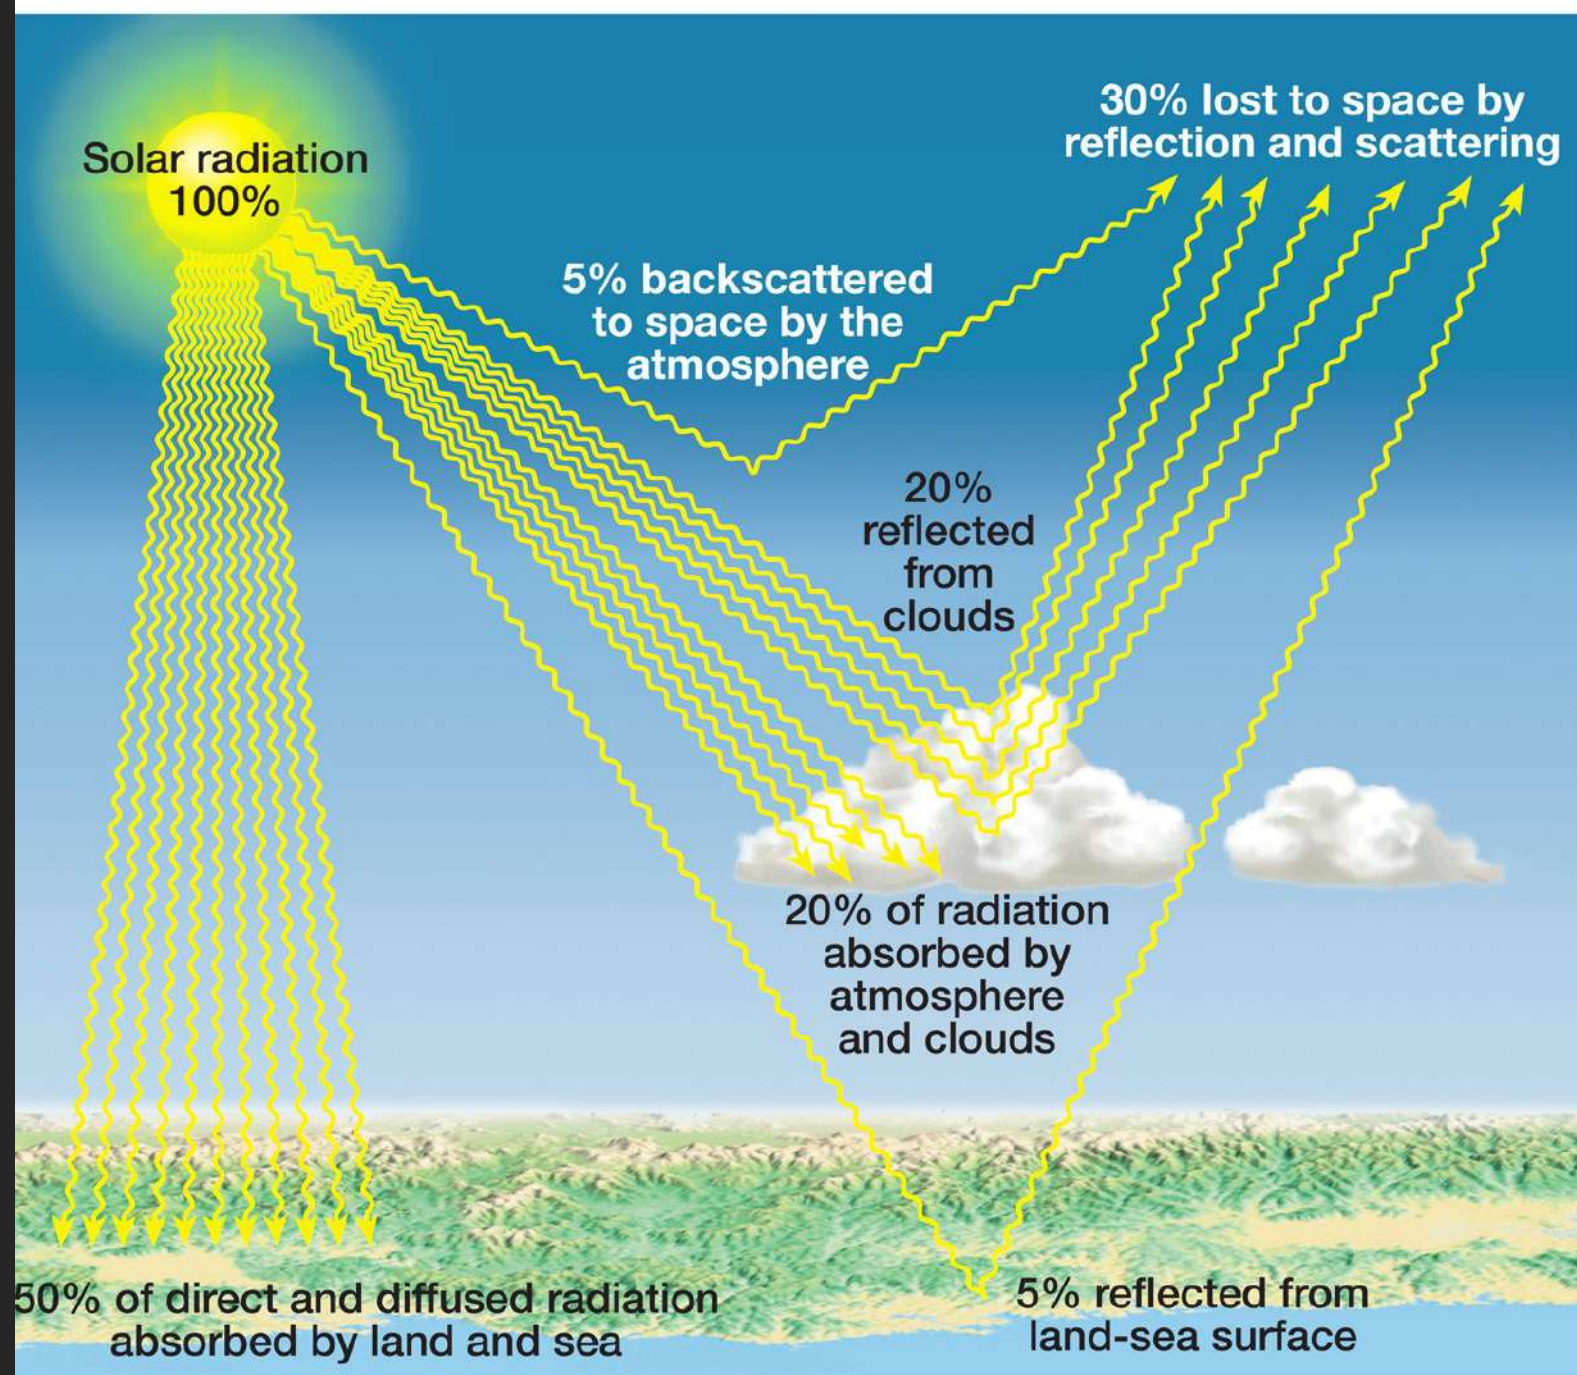 Solar radiation
100%
30% lost to space by
reflection and scattering
5% backscattered
to space by the
atmosphere
20%
reflected
from
clouds
20% of radiation
absorbed by
atmosphere
and clouds
50% of direct and diffused radiation
absorbed by land and sea
5% reflected from
land-sea surface